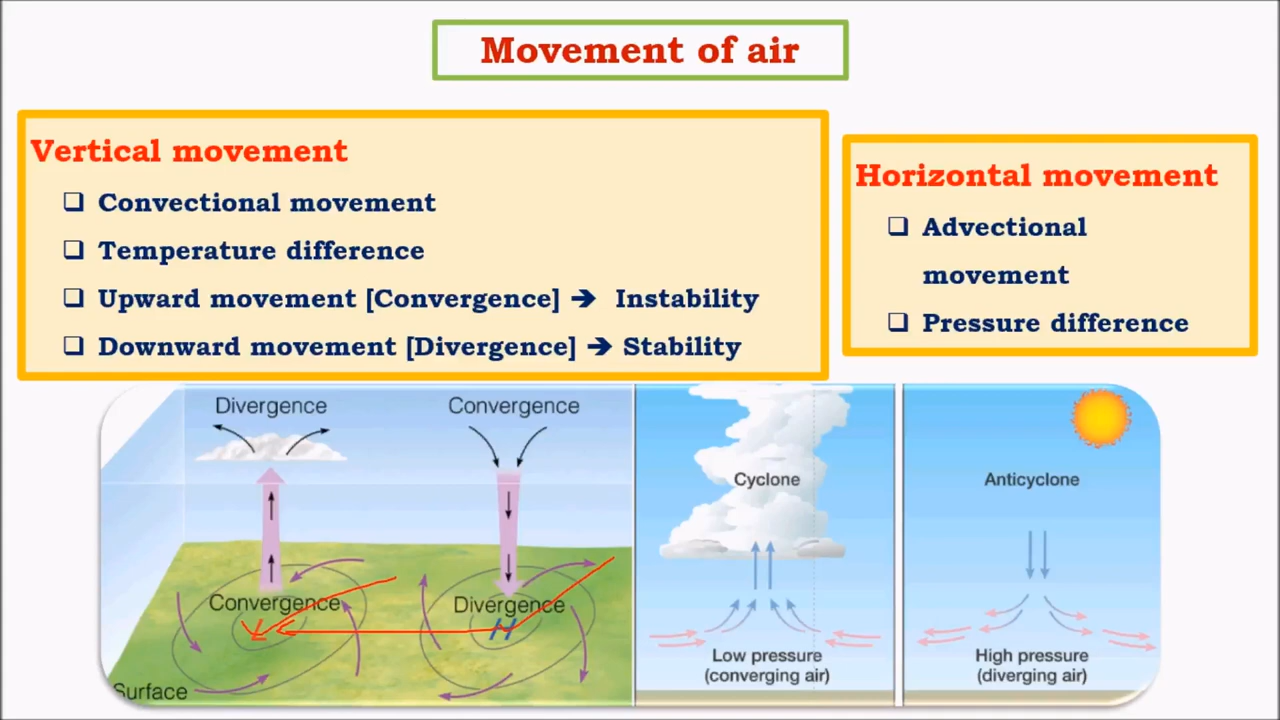 Movement of air
Vertical movement
❑ Convectional movement
❑ Temperature difference
❑ Upward movement [Convergence] ➔ Instability
❑ Downward movement [Divergence] ➔ Stability
Horizontal movement
❑ Advectional
movement
❑ Pressure difference
Divergence
Convergence
Convergence
Divergence
L
H
Surface
Cyclone
Low pressure
(converging air)
Anticyclone
High pressure
(diverging air)